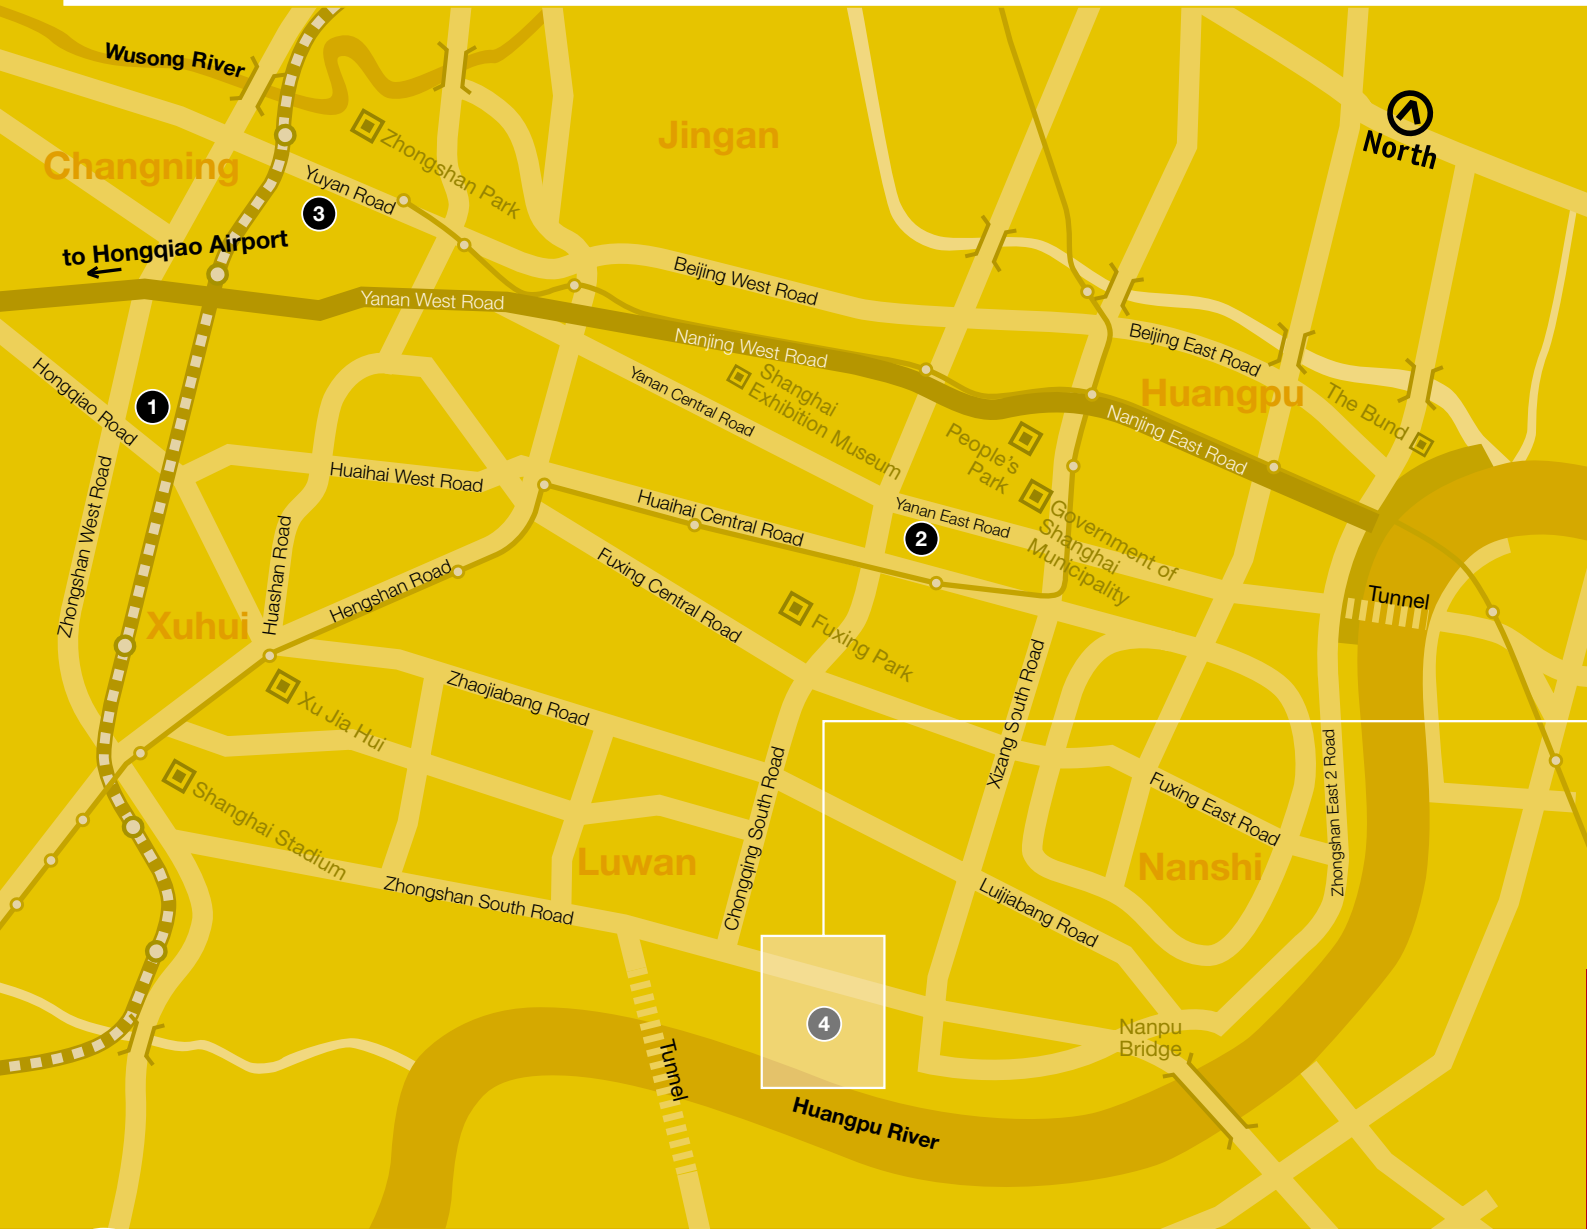 Wusong River
Zhongshan Park
Jingan
North
Changning
Yuyan Road
3
to Hongqiao Airport
Beijing West Road
Yanan West Road
Nanjing West Road
Beijing East Road
Hongqiao Road
1
Yanan Central Road
Shanghai
Exhibition Museum
Huangpu
The Bund
Nanjing East Road
People's
Park
Huaihai West Road
Huaihai Central Road
Yanan East Road
2
Government of
Shanghai
Municipality
Zhongshan West Road
Huashan Road
Hengshan Road
Fuxing Central Road
Tunnel
Xuhui
Fuxing Park
Xizang South Road
Xu Jia Hui
Zhaojiabang Road
Shanghai Stadium
Chongqing South Road
Fuxing East Road
Zhongshan East 2 Road
Luwan
Nanshi
Zhongshan South Road
Luijiabang Road
4
Nanpu
Bridge
Tunnel
Huangpu River